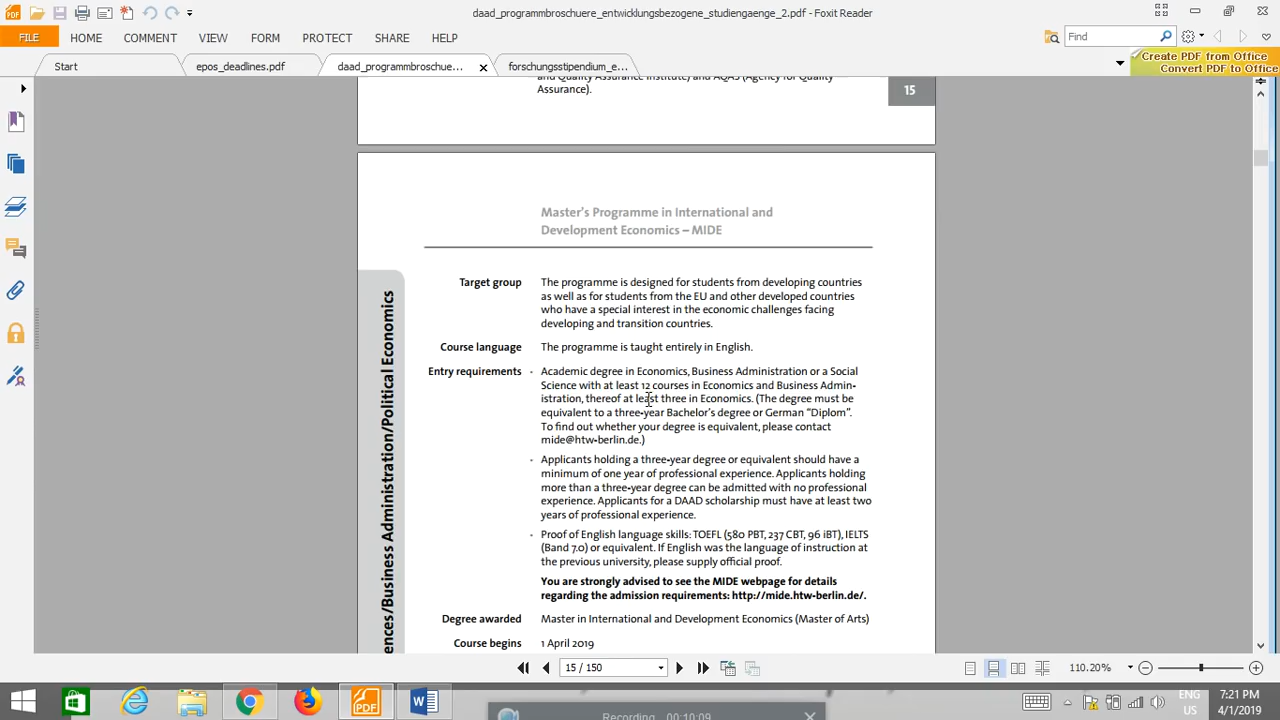 daad_programmbroschuere_entwicklungsbezogene_studiengaenge_2.pdf - Foxit Reader
FILE HOME COMMENT VIEW FORM PROTECT SHARE HELP
Find
Start epos_deadlines.pdf daad_programmbroschue... forschungsstipendium_e...
Create PDF from Office
Convert PDF to Office
and Quality Assurance Institute) and AQAS (Agency for Quality
Assurance).
15
Master's Programme in International and
Development Economics – MIDE
Target group The programme is designed for students from developing countries
as well as for students from the EU and other developed countries
who have a special interest in the economic challenges facing
developing and transition countries.
Course language The programme is taught entirely in English.
Entry requirements • Academic degree in Economics, Business Administration or a Social
Science with at least 12 courses in Economics and Business Admin-
istration, thereof at least three in Economics. (The degree must be
equivalent to a three-year Bachelor's degree or German "Diplom".
To find out whether your degree is equivalent, please contact
mide@htw-berlin.de.)
• Applicants holding a three-year degree or equivalent should have a
minimum of one year of professional experience. Applicants holding
more than a three-year degree can be admitted with no professional
experience. Applicants for a DAAD scholarship must have at least two
years of professional experience.
• Proof of English language skills: TOEFL (580 PBT, 237 CBT, 96 iBT), IELTS
(Band 7.0) or equivalent. If English was the language of instruction at
the previous university, please supply official proof.
You are strongly advised to see the MIDE webpage for details
regarding the admission requirements: http://mide.htw-berlin.de/.
Degree awarded Master in International and Development Economics (Master of Arts)
Course begins 1 April 2019
ences/Business Administration/Political Economics
15 / 150
110.20%
ENG 7:21 PM
US 4/1/2019
Recording 00:10:09